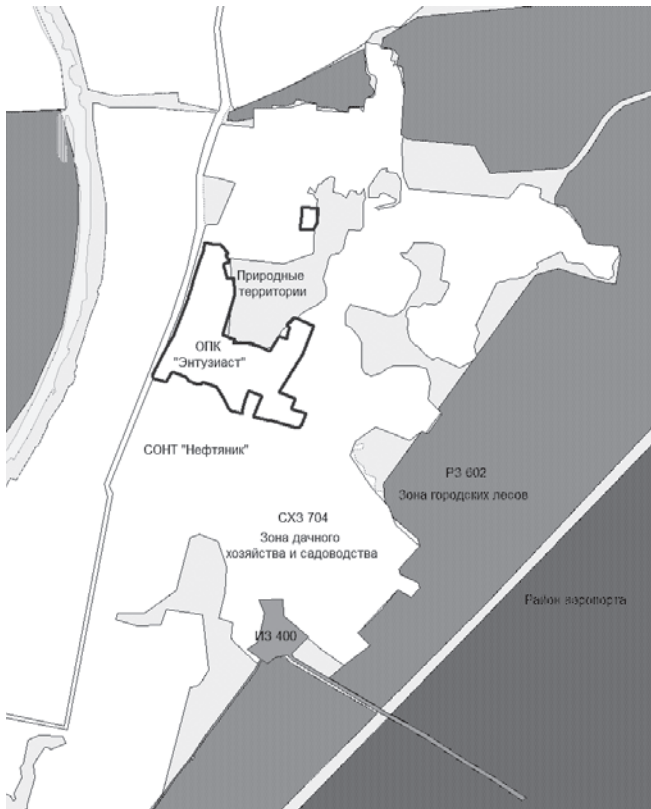 Природные
территории
ОПК
"Энтузиаст"
СОНТ "Нефтяник"
РЗ 602
Зона городских лесов
СХЗ 704
Зона дачного
хозяйства и садоводства
Район аэропорта
ИЗ 400